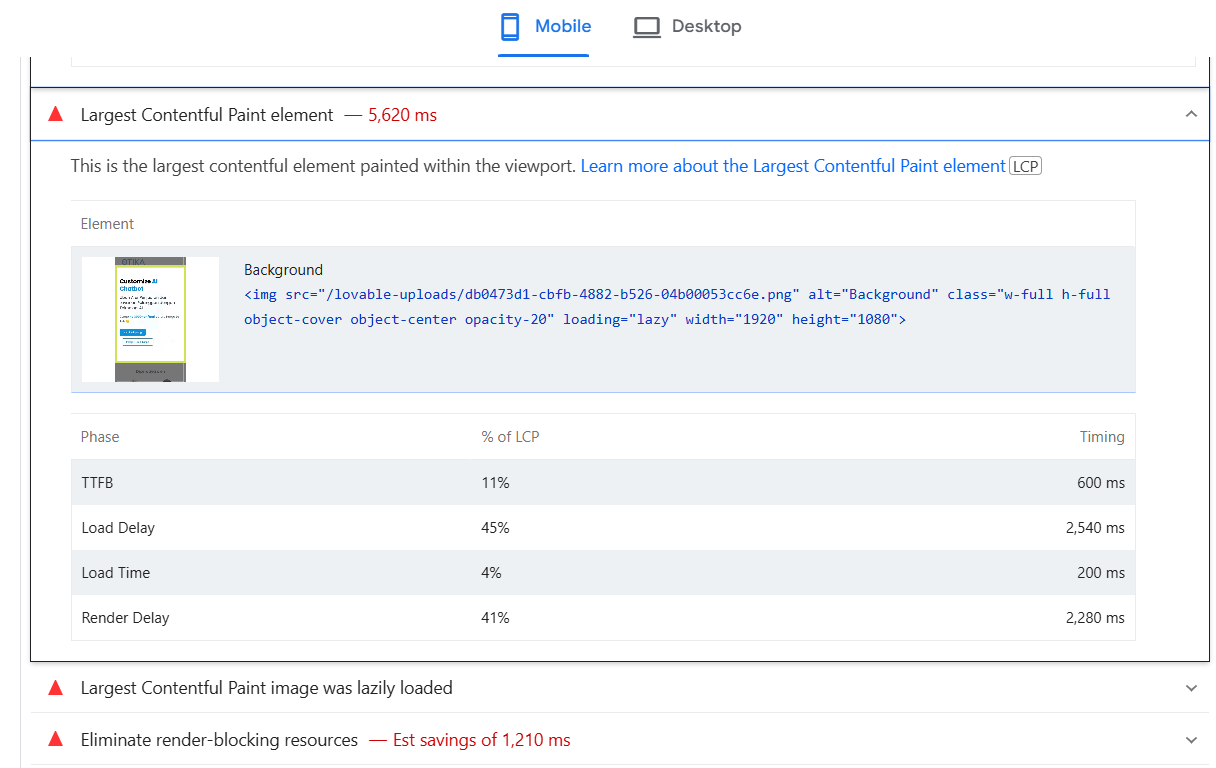 Mobile
Desktop
Largest Contentful Paint element — 5,620 ms
This is the largest contentful element painted within the viewport. Learn more about the Largest Contentful Paint element LCP
Element
OTIKA
Customize AI
Chatbot
Background
<img src="/lovable-uploads/db0473d1-cbfb-4882-b526-04b00053cc6e.png" alt="Background" class="w-full h-full
object-cover object-center opacity-20" loading="lazy" width="1920" height="1080">
Phase % of LCP Timing
TTFB 11% 600 ms
Load Delay 45% 2,540 ms
Load Time 4% 200 ms
Render Delay 41% 2,280 ms
Largest Contentful Paint image was lazily loaded
Eliminate render-blocking resources — Est savings of 1,210 ms